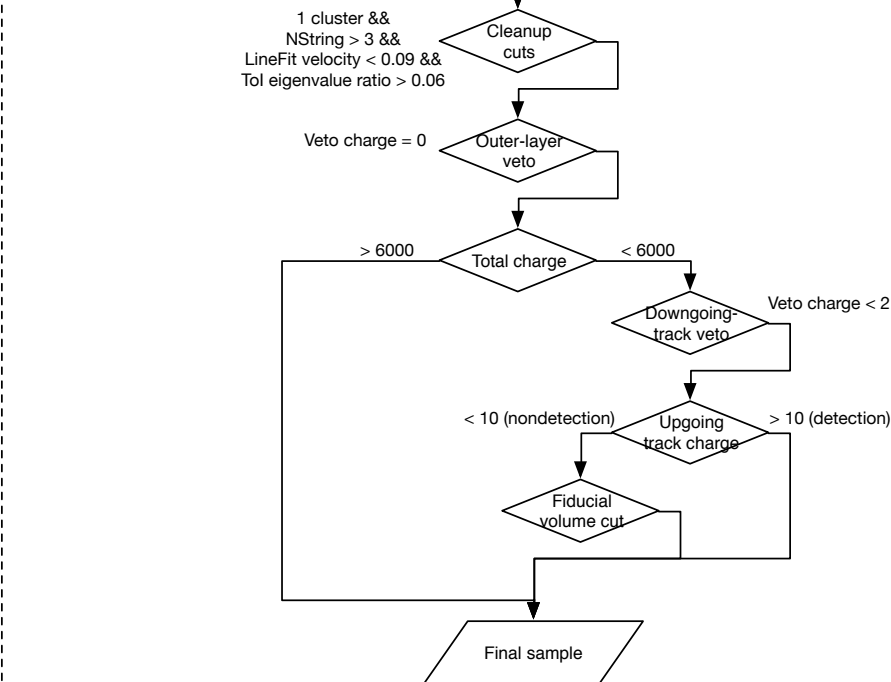 1 cluster &&
NString > 3 &&
LineFit velocity < 0.09 &&
ToI eigenvalue ratio > 0.06
Cleanup
cuts
Veto charge = 0
Outer-layer
veto
> 6000
Total charge
< 6000
Downgoing-
track veto
Veto charge < 2
< 10 (nondetection)
Upgoing
track charge
> 10 (detection)
Fiducial
volume cut
Final sample